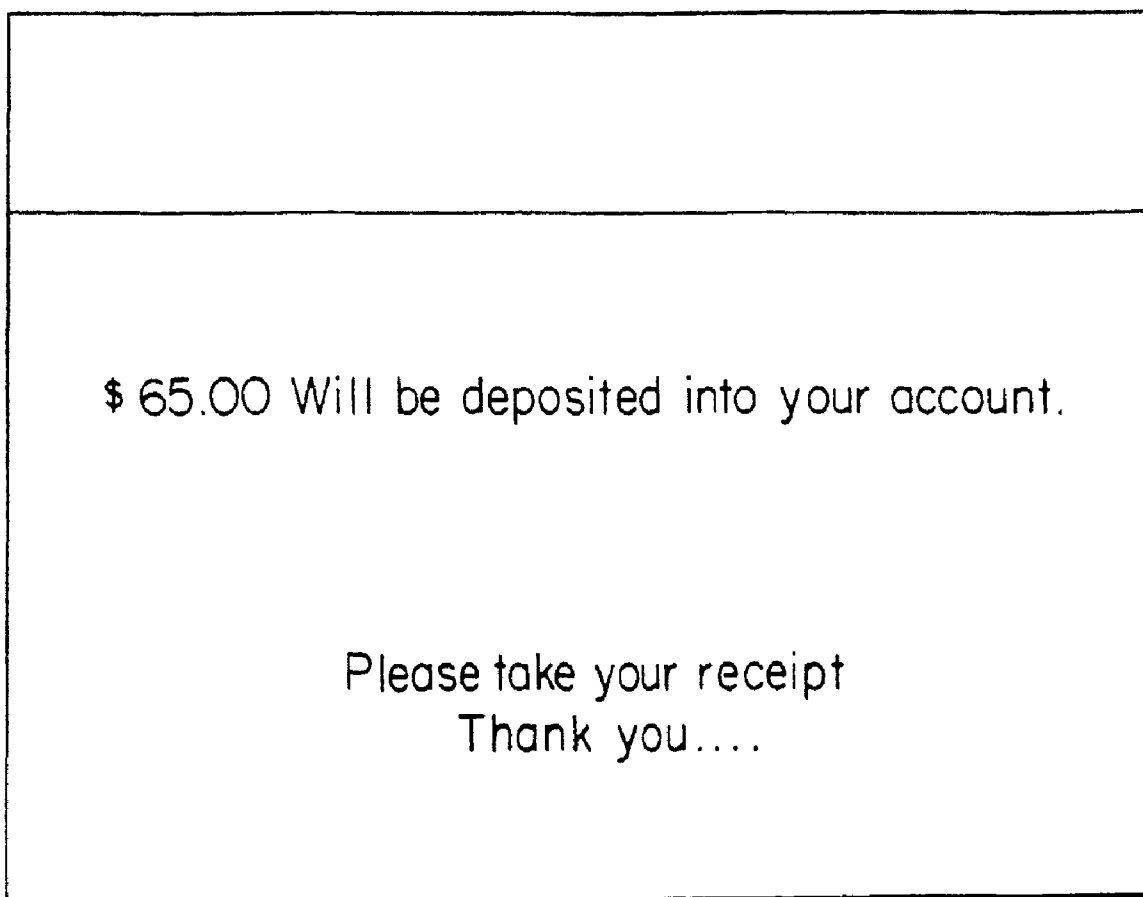 $ 65.00 Will be deposited into your account.
Please take your receipt
Thank you....